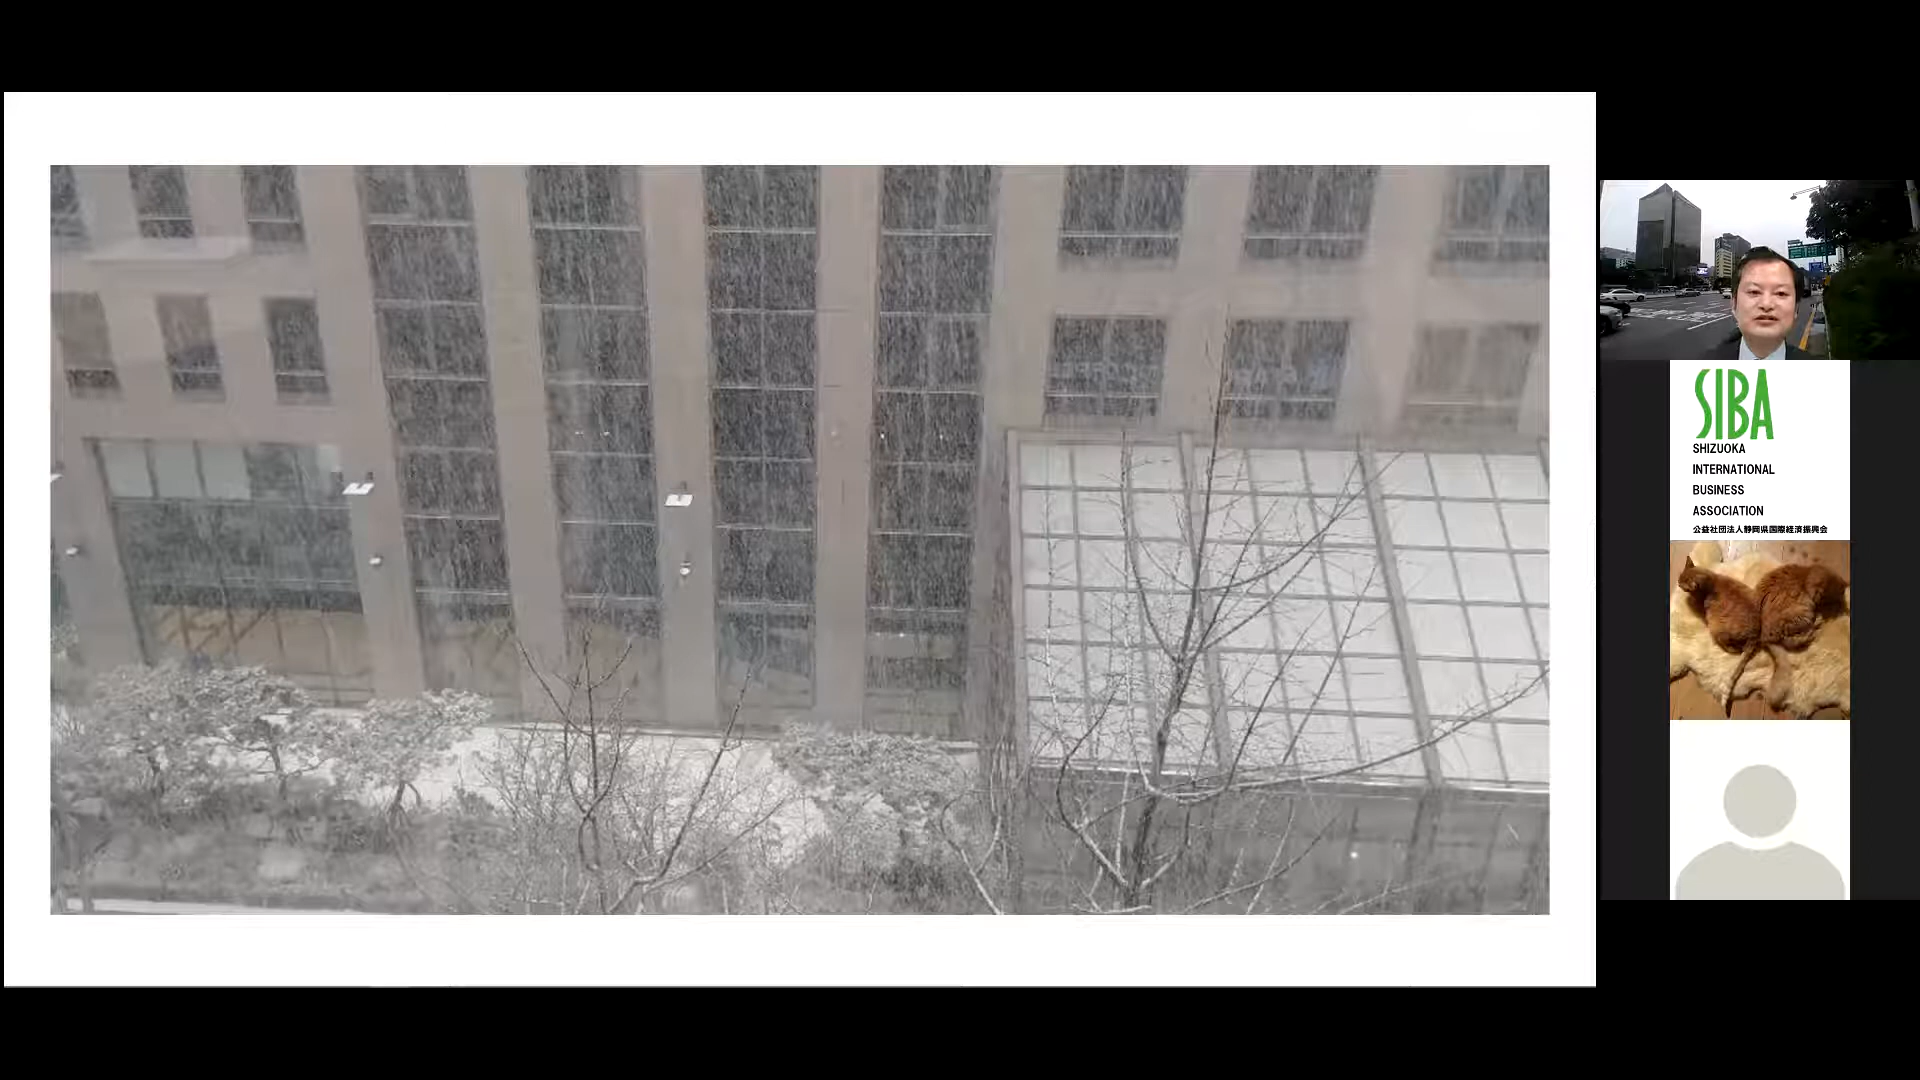 SIBA
SHIZUOKA
INTERNATIONAL
BUSINESS
ASSOCIATION
公益社団法人静岡県国際経済振興会